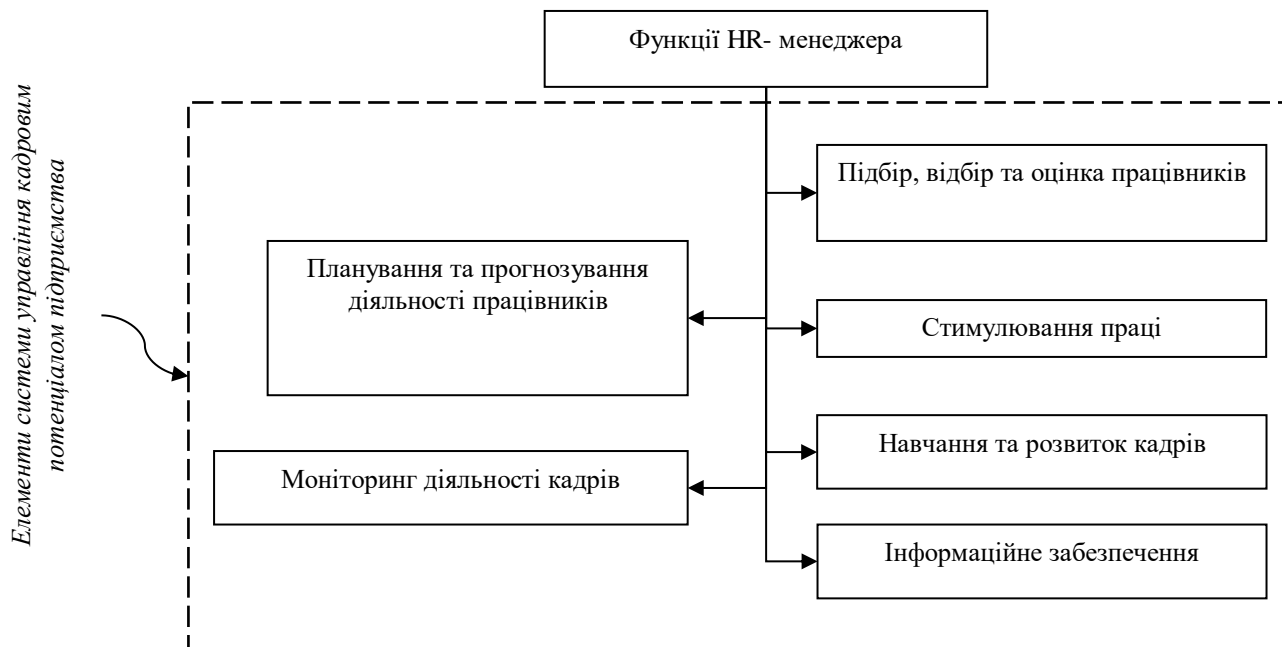 Функції HR- менеджера
Елементи системи управління кадровим
потенціалом підприємства
Підбір, відбір та оцінка працівників
Планування та прогнозування
діяльності працівників
Стимулювання праці
Навчання та розвиток кадрів
Моніторинг діяльності кадрів
Інформаційне забезпечення